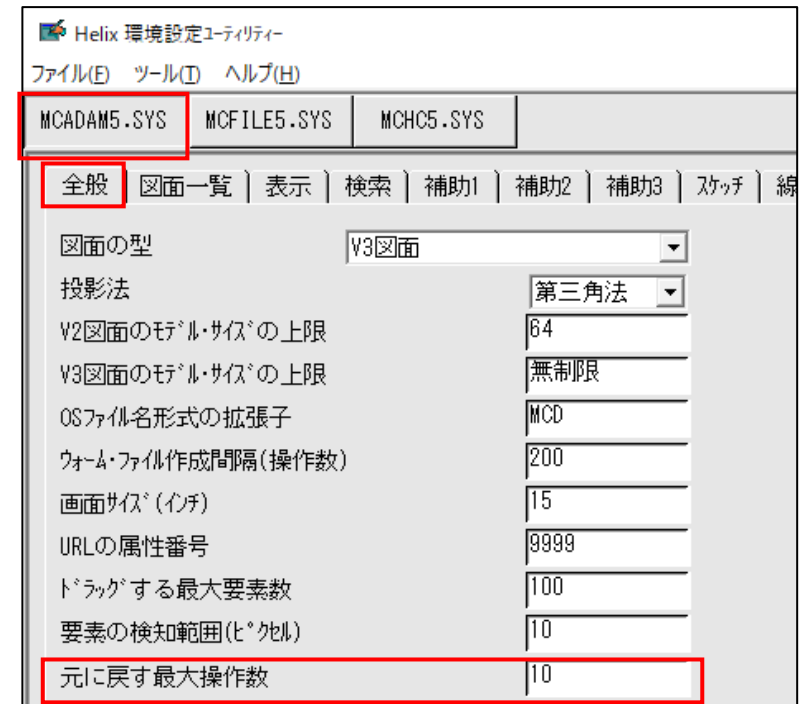 Helix 環境設定ﾕｰﾃｨﾘﾃｨｰ
ファイル(F) ツール(T) ヘルプ(H)
MCADAM5.SYS MCFILE5.SYS MCHC5.SYS
全般 図面一覧 表示 検索 補助1 補助2 補助3 ｽｹｯﾁ 線
図面の型 V3図面
投影法 第三角法
V2図面のﾓﾃﾞﾙ･ｻｲｽﾞの上限 64
V3図面のﾓﾃﾞﾙ･ｻｲｽﾞの上限 無制限
OSﾌｧｲﾙ名形式の拡張子 MCD
ｳｫｰﾑ･ﾌｧｲﾙ作成間隔(操作数) 200
画面ｻｲｽﾞ(ｲﾝﾁ) 15
URLの属性番号 9999
ﾄﾞﾗｯｸﾞする最大要素数 100
要素の検知範囲(ﾋﾟｸｾﾙ) 10
元に戻す最大操作数 10